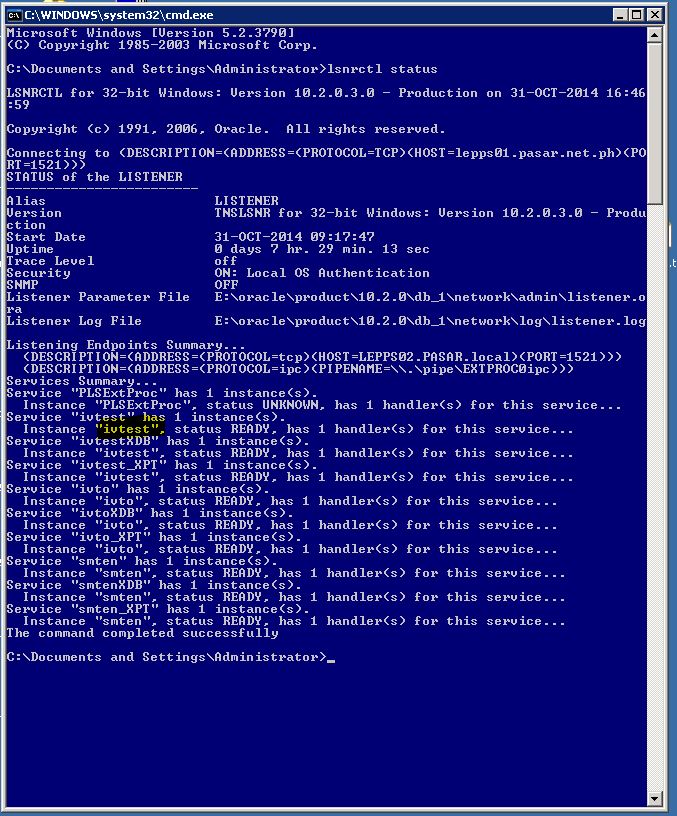 C:\WINDOWS\system32\cmd.exe
Microsoft Windows [Version 5.2.3790]
(C) Copyright 1985-2003 Microsoft Corp.
C:\Documents and Settings\Administrator>lsnrctl status
LSNRCTL for 32-bit Windows: Version 10.2.0.3.0 - Production on 31-OCT-2014 16:46
:59
Copyright (c) 1991, 2006, Oracle.  All rights reserved.
Connecting to (DESCRIPTION=(ADDRESS=(PROTOCOL=TCP)(HOST=lepps01.pasar.net.ph)(PO
RT=1521)))
STATUS of the LISTENER
------------------------
Alias                     LISTENER
Version                   TNSLSNR for 32-bit Windows: Version 10.2.0.3.0 - Produ
ction
Start Date                31-OCT-2014 09:17:47
Uptime                    0 days 7 hr. 29 min. 13 sec
Trace Level               off
Security                  ON: Local OS Authentication
SNMP                      OFF
Listener Parameter File   E:\oracle\product\10.2.0\db_1\network\admin\listener.o
ra
Listener Log File         E:\oracle\product\10.2.0\db_1\network\log\listener.log
Listening Endpoints Summary...
  (DESCRIPTION=(ADDRESS=(PROTOCOL=tcp)(HOST=LEPPS02.PASAR.local)(PORT=1521)))
  (DESCRIPTION=(ADDRESS=(PROTOCOL=ipc)(PIPENAME=\\.\pipe\EXTPROC0ipc)))
Services Summary...
Service "PLSExtProc" has 1 instance(s).
  Instance "PLSExtProc", status UNKNOWN, has 1 handler(s) for this service...
Service "ivtest" has 1 instance(s).
  Instance "ivtest", status READY, has 1 handler(s) for this service...
Service "ivtestXDB" has 1 instance(s).
  Instance "ivtest", status READY, has 1 handler(s) for this service...
Service "ivtest_XPT" has 1 instance(s).
  Instance "ivtest", status READY, has 1 handler(s) for this service...
Service "ivto" has 1 instance(s).
  Instance "ivto", status READY, has 1 handler(s) for this service...
Service "ivtoXDB" has 1 instance(s).
  Instance "ivto", status READY, has 1 handler(s) for this service...
Service "ivto_XPT" has 1 instance(s).
  Instance "ivto", status READY, has 1 handler(s) for this service...
Service "smten" has 1 instance(s).
  Instance "smten", status READY, has 1 handler(s) for this service...
Service "smtenXDB" has 1 instance(s).
  Instance "smten", status READY, has 1 handler(s) for this service...
Service "smten_XPT" has 1 instance(s).
  Instance "smten", status READY, has 1 handler(s) for this service...
The command completed successfully
C:\Documents and Settings\Administrator>_